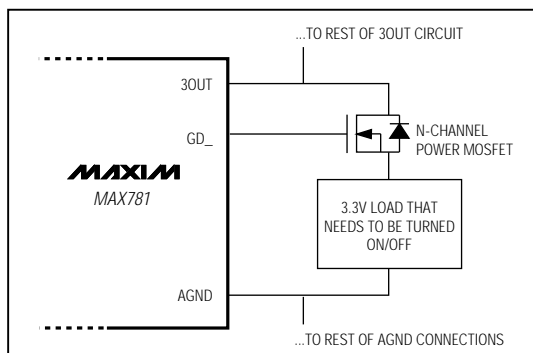 ...TO REST OF 3OUT CIRCUIT
3OUT
GD_
N-CHANNEL
POWER MOSFET
MAXIM
MAX781
3.3V LOAD THAT
NEEDS TO BE TURNED
ON/OFF
AGND
...TO REST OF AGND CONNECTIONS